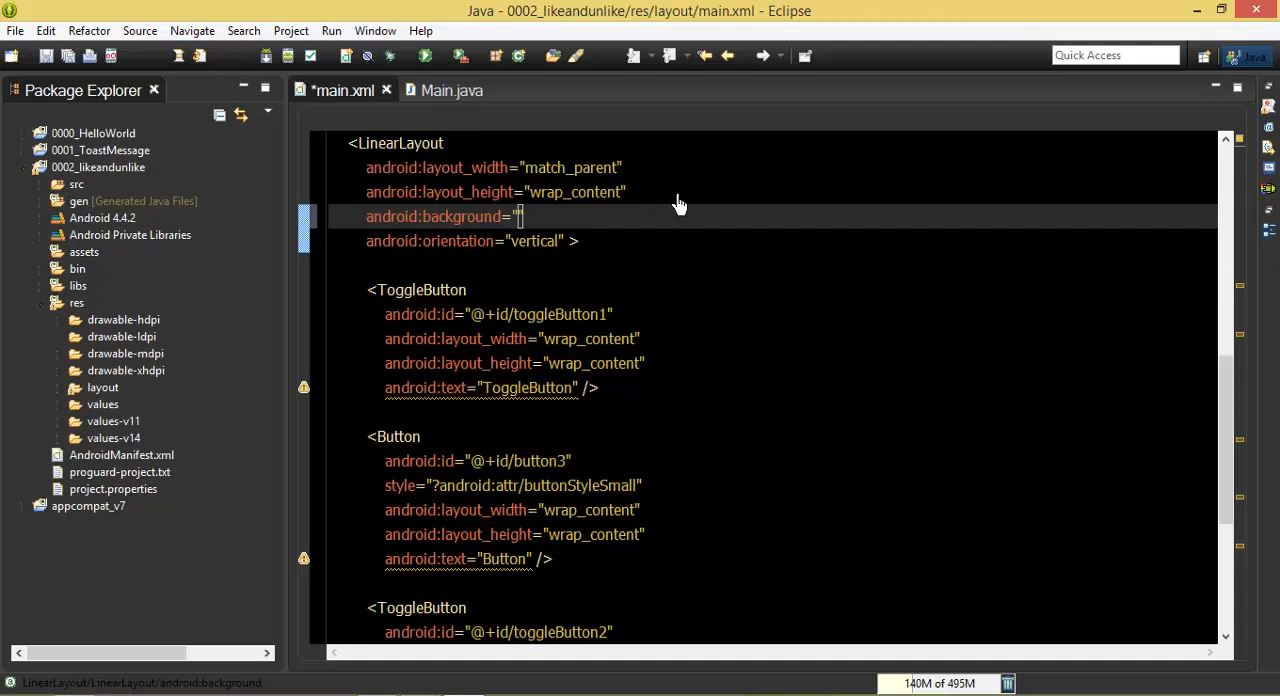 Java - 0002_likeandunlike/res/layout/main.xml - Eclipse
File Edit Refactor Source Navigate Search Project Run Window Help
Quick Access
Java
Package Explorer
*main.xml
Main.java
0000_HelloWorld
0001_ToastMessage
0002_likeandunlike
src
gen [Generated Java Files]
Android 4.4.2
Android Private Libraries
assets
bin
libs
res
drawable-hdpi
drawable-ldpi
drawable-mdpi
drawable-xhdpi
layout
values
values-v11
values-v14
AndroidManifest.xml
proguard-project.txt
project.properties
appcompat_v7
<LinearLayout
android:layout_width="match_parent"
android:layout_height="wrap_content"
android:background=""
android:orientation="vertical" >
<ToggleButton
android:id="@+id/toggleButton1"
android:layout_width="wrap_content"
android:layout_height="wrap_content"
android:text="ToggleButton" />
<Button
android:id="@+id/button3"
style="?android:attr/buttonStyleSmall"
android:layout_width="wrap_content"
android:layout_height="wrap_content"
android:text="Button" />
<ToggleButton
android:id="@+id/toggleButton2"
LinearLayout/LinearLayout/android:background
140M of 495M